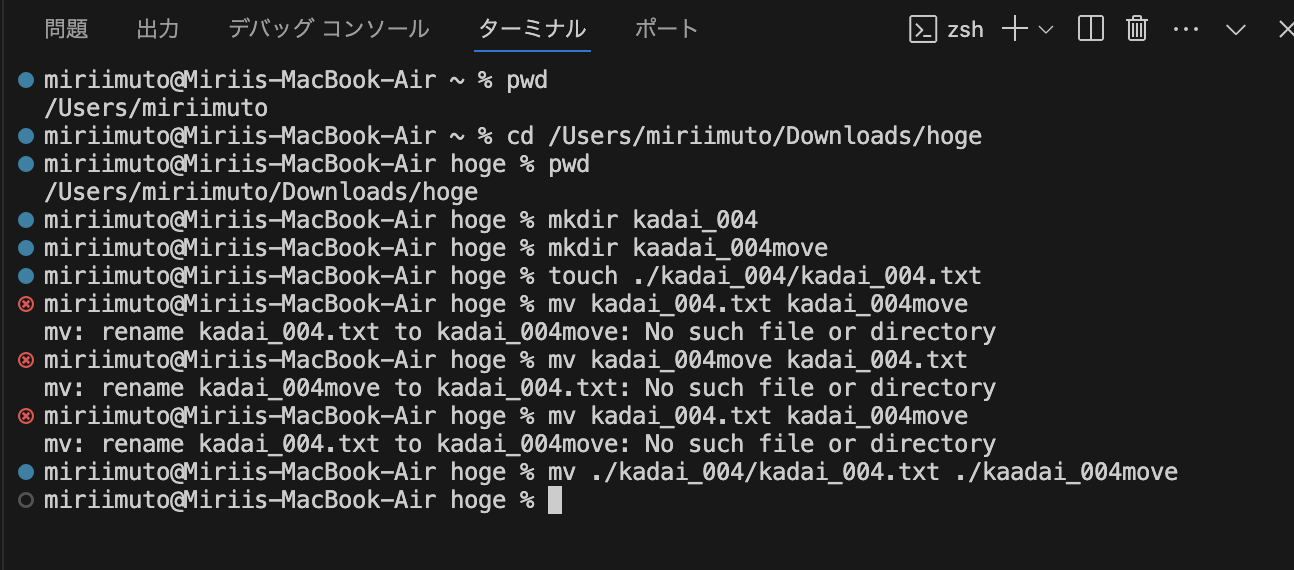 問題 出力 デバッグ コンソール ターミナル ポート zsh
miriimuto@Miriis-MacBook-Air ~ % pwd
/Users/miriimuto
miriimuto@Miriis-MacBook-Air ~ % cd /Users/miriimuto/Downloads/hoge
miriimuto@Miriis-MacBook-Air hoge % pwd
/Users/miriimuto/Downloads/hoge
miriimuto@Miriis-MacBook-Air hoge % mkdir kadai_004
miriimuto@Miriis-MacBook-Air hoge % mkdir kaadai_004move
miriimuto@Miriis-MacBook-Air hoge % touch ./kadai_004/kadai_004.txt
miriimuto@Miriis-MacBook-Air hoge % mv kadai_004.txt kadai_004move
mv: rename kadai_004.txt to kadai_004move: No such file or directory
miriimuto@Miriis-MacBook-Air hoge % mv kadai_004move kadai_004.txt
mv: rename kadai_004move to kadai_004.txt: No such file or directory
miriimuto@Miriis-MacBook-Air hoge % mv kadai_004.txt kadai_004move
mv: rename kadai_004.txt to kadai_004move: No such file or directory
miriimuto@Miriis-MacBook-Air hoge % mv ./kadai_004/kadai_004.txt ./kaadai_004move
miriimuto@Miriis-MacBook-Air hoge %